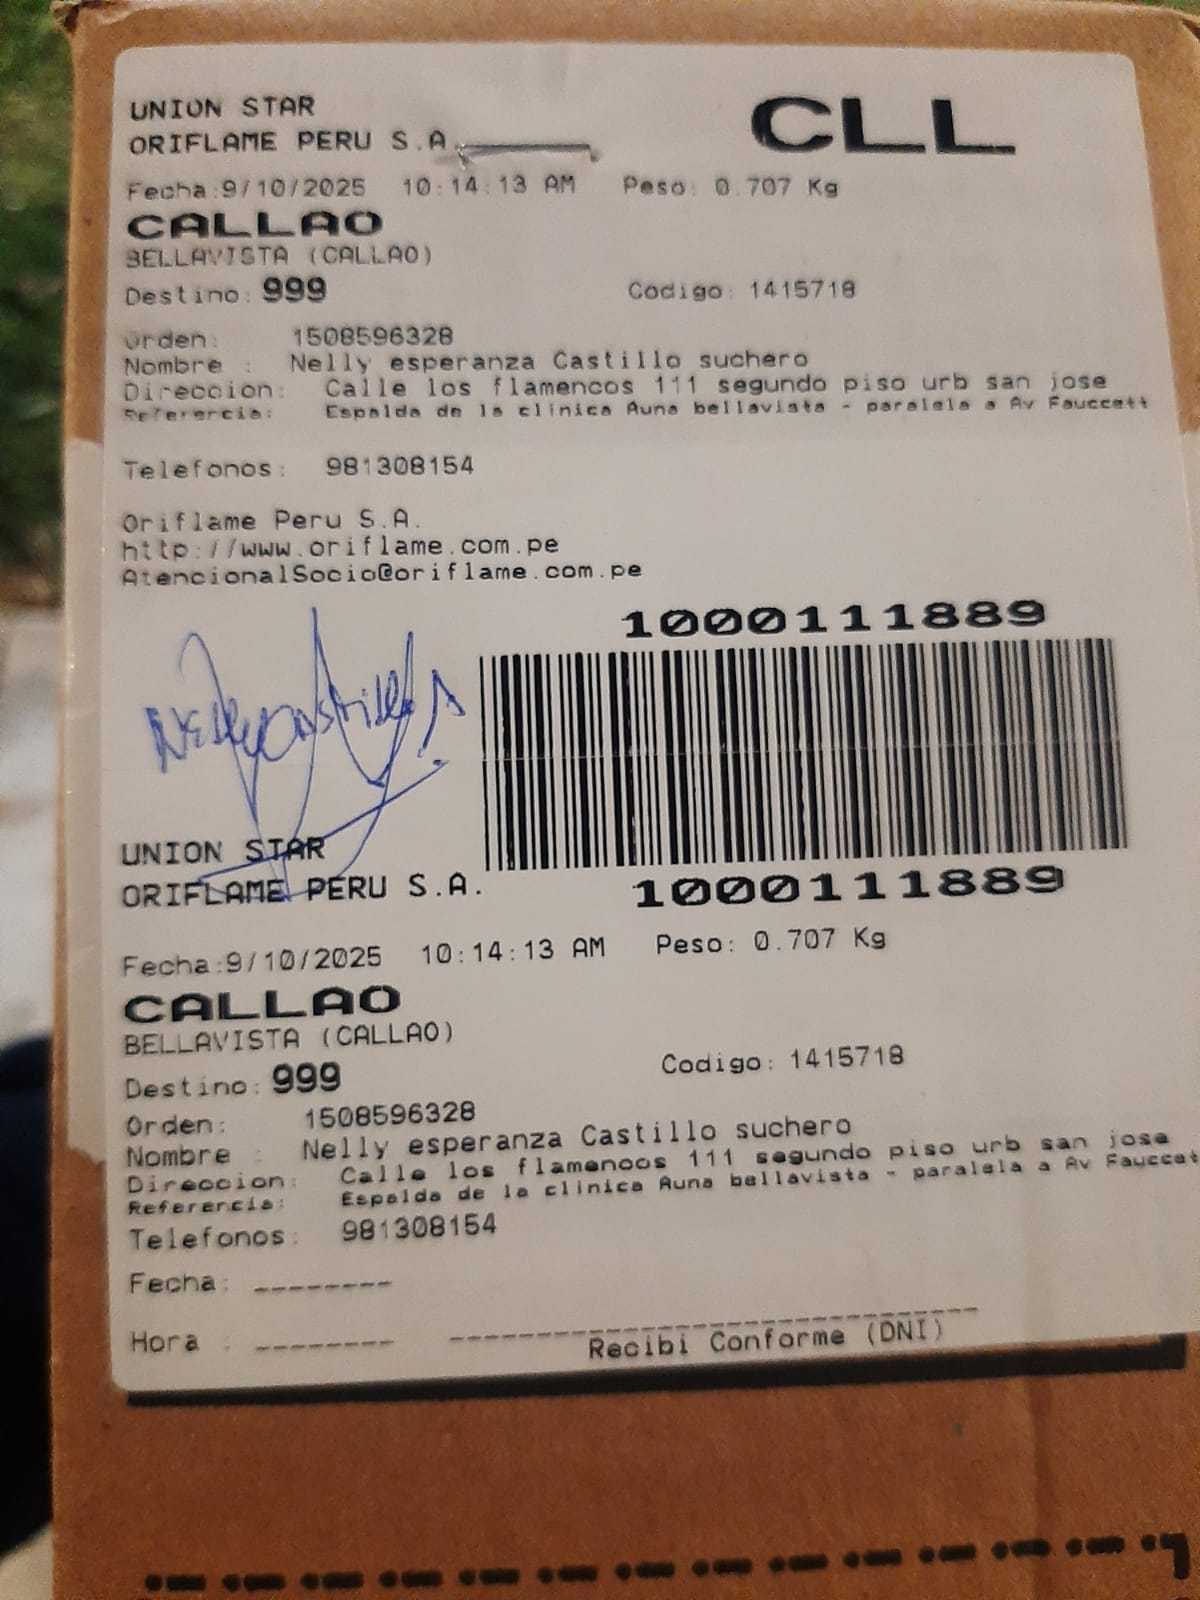 UNION STAR
ORIFLAME PERU S.A.
CLL
Fecha:9/10/2025 10:14:13 AM Peso: 0.707 Kg
CALLAO
BELLAVISTA (CALLAO)
Destino: 999 Codigo: 1415718
Orden: 1508596328
Nombre : Nelly esperanza Castillo suchero
Direccion: Calle los flamencos 111 segundo piso urb san jose
Referencia: Espalda de la clinica Auna bellavista - paralela a Av Fauccett
Telefonos: 981308154
Oriflame Peru S.A.
http://www.oriflame.com.pe
AtencionalSocio@oriflame.com.pe
1000111889
Nelly Castillo S
1000111889
UNION STAR
ORIFLAME PERU S.A.
Fecha:9/10/2025 10:14:13 AM Peso: 0.707 Kg
CALLAO
BELLAVISTA (CALLAO)
Destino: 999 Codigo: 1415718
Orden: 1508596328
Nombre : Nelly esperanza Castillo suchero
Direccion: Calle los flamencos 111 segundo piso urb san jose
Referencia: Espalda de la clinica Auna bellavista - paralela a Av Fauccet
Telefonos: 981308154
Fecha: --------
Hora : --------
Recibi Conforme (DNI)